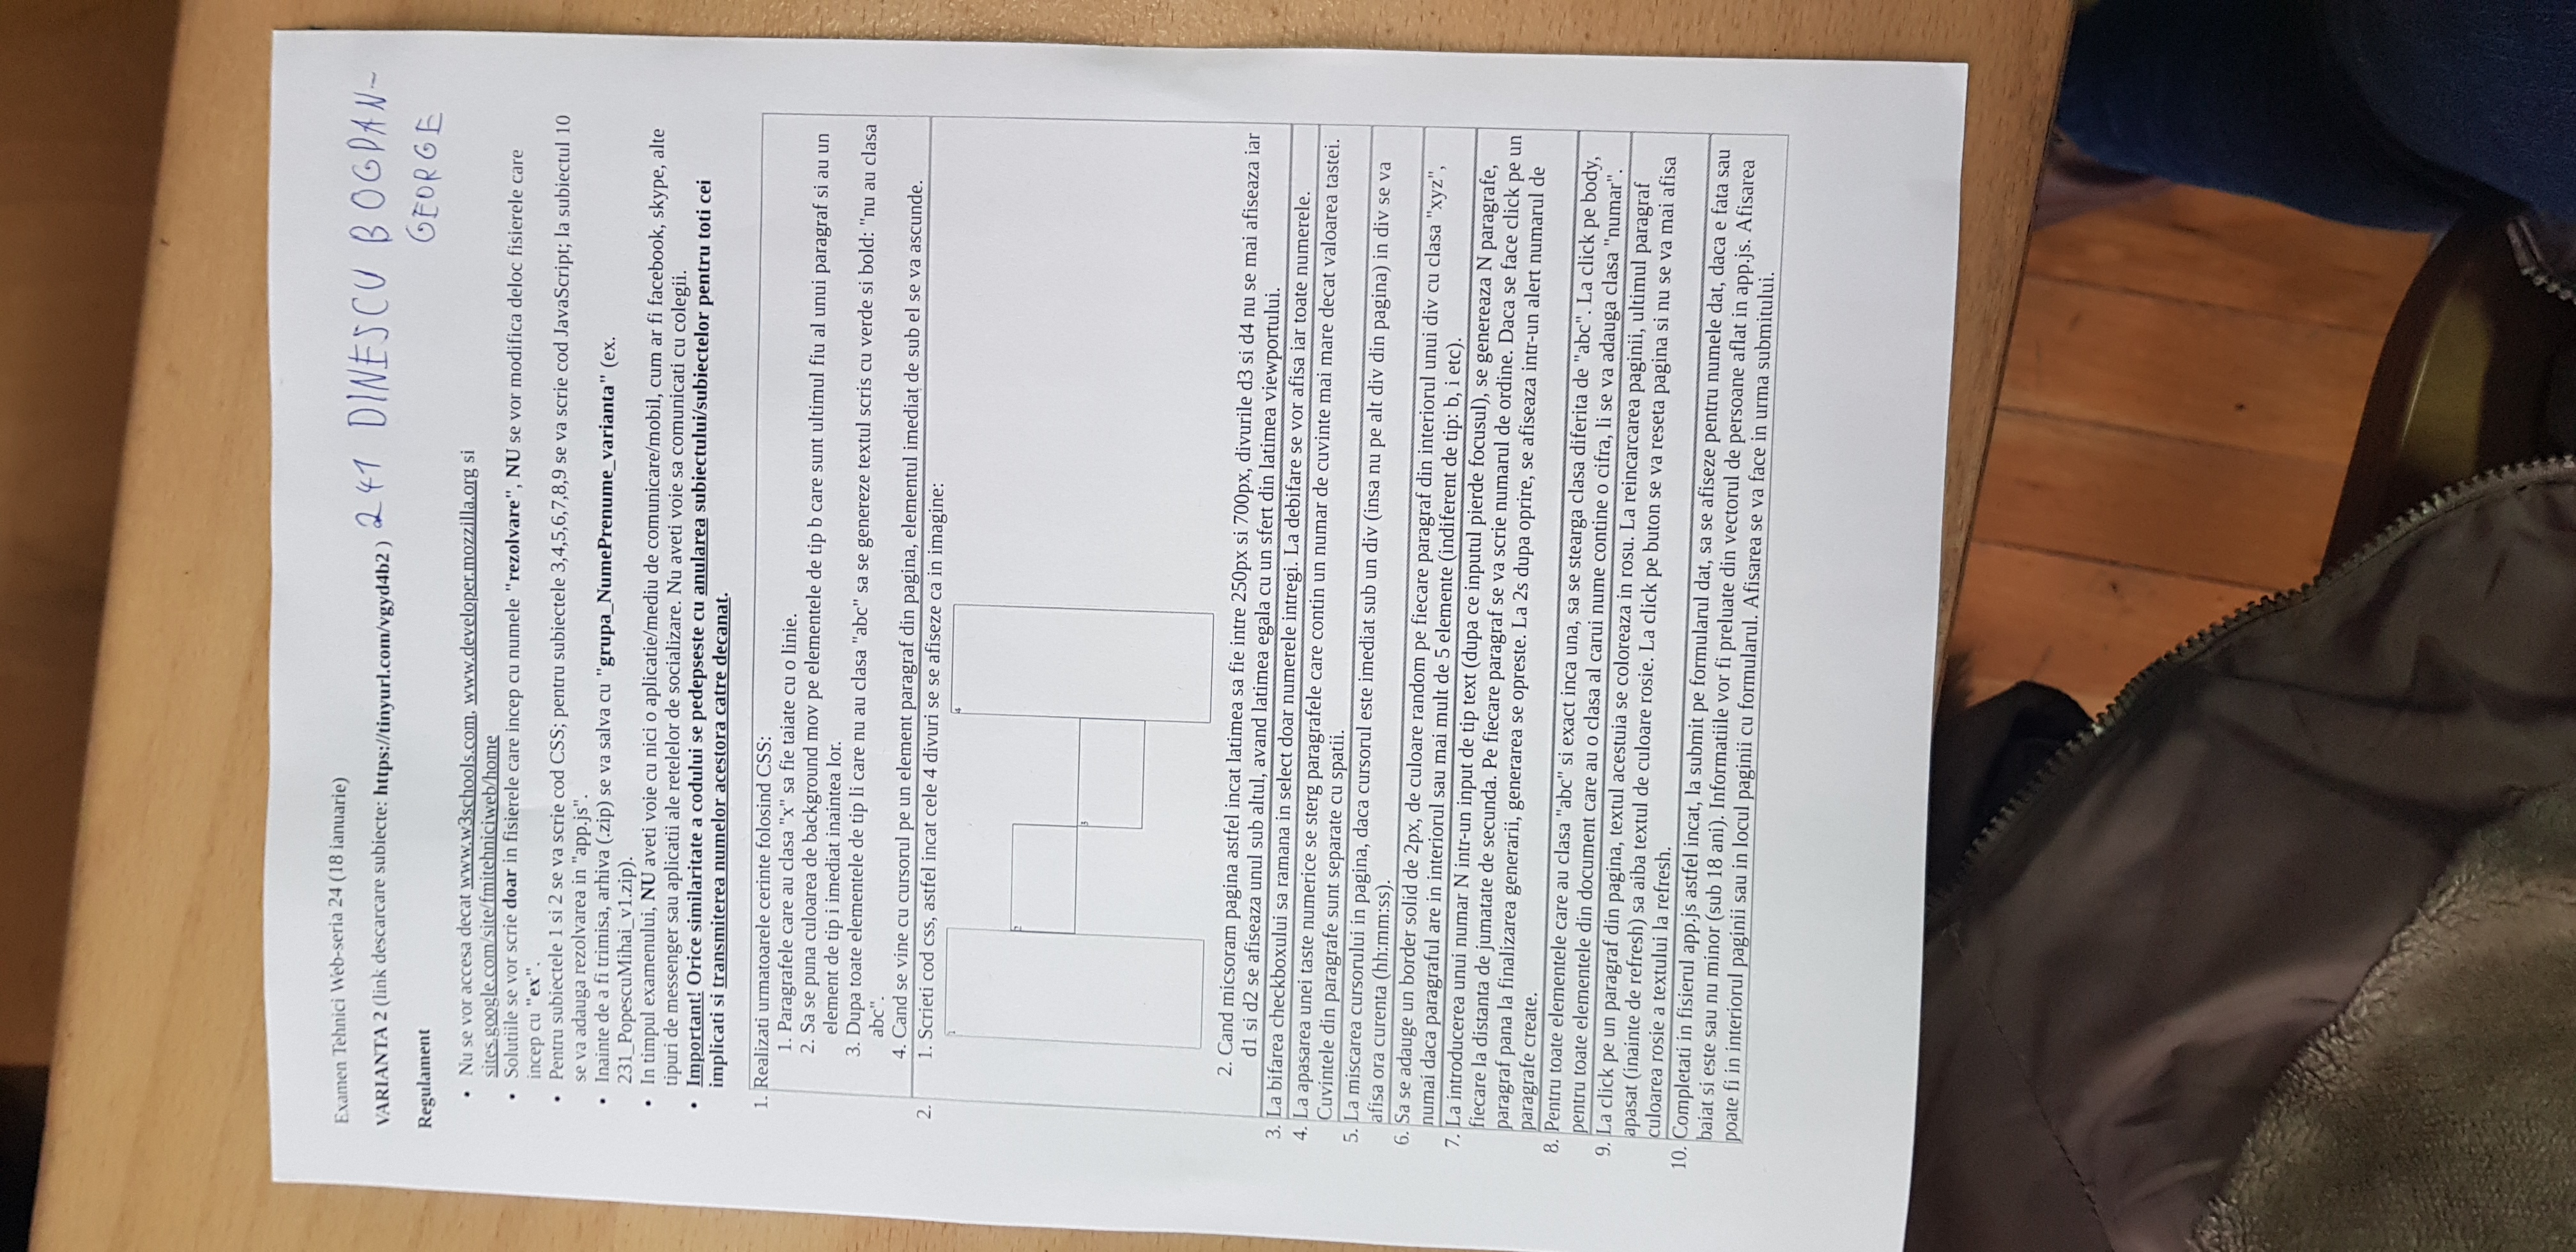 Examen Tehnici Web-seria 24 (18 ianuarie)
VARIANTA 2 (link descarcare subiecte: https://tinyurl.com/vgyd4b2 ) 241 DINESCU BOGDAN-
GEORGE
Regulament
• Nu se vor accesa decat www.w3schools.com, www.developer.mozzilla.org si
sites.google.com/site/fmitehniciweb/home
• Solutiile se vor scrie doar in fisierele care incep cu numele "rezolvare", NU se vor modifica deloc fisierele care
incep cu "ex".
• Pentru subiectele 1 si 2 se va scrie cod CSS; pentru subiectele 3,4,5,6,7,8,9 se va scrie cod JavaScript; la subiectul 10
se va adauga rezolvarea in "app.js".
• Inainte de a fi trimisa, arhiva (.zip) se va salva cu "grupa_NumePrenume_varianta" (ex.
231_PopescuMihai_v1.zip).
• In timpul examenului, NU aveti voie cu nici o aplicatie/mediu de comunicare/mobil, cum ar fi facebook, skype, alte
tipuri de messenger sau aplicatii ale retelelor de socializare. Nu aveti voie sa comunicati cu colegii.
• Important! Orice similaritate a codului se pedepseste cu anularea subiectului/subiectelor pentru toti cei
implicati si transmiterea numelor acestora catre decanat.
1. Realizati urmatoarele cerinte folosind CSS:
1. Paragrafele care au clasa "x" sa fie taiate cu o linie.
2. Sa se puna culoarea de background mov pe elementele de tip b care sunt ultimul fiu al unui paragraf si au un
element de tip i imediat inaintea lor.
3. Dupa toate elementele de tip li care nu au clasa "abc" sa se genereze textul scris cu verde si bold: "nu au clasa
abc".
4. Cand se vine cu cursorul pe un element paragraf din pagina, elementul imediat de sub el se va ascunde.
2. 1. Scrieti cod css, astfel incat cele 4 divuri se se afiseze ca in imagine:
1
4
2
3
2. Cand micsoram pagina astfel incat latimea sa fie intre 250px si 700px, divurile d3 si d4 nu se mai afiseaza iar
d1 si d2 se afiseaza unul sub altul, avand latimea egala cu un sfert din latimea viewportului.
3. La bifarea checkboxului sa ramana in select doar numerele intregi. La debifare se vor afisa iar toate numerele.
4. La apasarea unei taste numerice se sterg paragrafele care contin un numar de cuvinte mai mare decat valoarea tastei.
Cuvintele din paragrafe sunt separate cu spatii.
5. La miscarea cursorului in pagina, daca cursorul este imediat sub un div (insa nu pe alt div din pagina) in div se va
afisa ora curenta (hh:mm:ss).
6. Sa se adauge un border solid de 2px, de culoare random pe fiecare paragraf din interiorul unui div cu clasa "xyz",
numai daca paragraful are in interiorul sau mai mult de 5 elemente (indiferent de tip: b, i etc).
7. La introducerea unui numar N intr-un input de tip text (dupa ce inputul pierde focusul), se genereaza N paragrafe,
fiecare la distanta de jumatate de secunda. Pe fiecare paragraf se va scrie numarul de ordine. Daca se face click pe un
paragraf pana la finalizarea generarii, generarea se opreste. La 2s dupa oprire, se afiseaza intr-un alert numarul de
paragrafe create.
8. Pentru toate elementele care au clasa "abc" si exact inca una, sa se stearga clasa diferita de "abc". La click pe body,
pentru toate elementele din document care au o clasa al carui nume contine o cifra, li se va adauga clasa "numar".
9. La click pe un paragraf din pagina, textul acestuia se coloreaza in rosu. La reincarcarea paginii, ultimul paragraf
apasat (inainte de refresh) sa aiba textul de culoare rosie. La click pe buton se va reseta pagina si nu se va mai afisa
culoarea rosie a textului la refresh.
10. Completati in fisierul app.js astfel incat, la submit pe formularul dat, sa se afiseze pentru numele dat, daca e fata sau
baiat si este sau nu minor (sub 18 ani). Informatiile vor fi preluate din vectorul de persoane aflat in app.js. Afisarea
poate fi in interiorul paginii sau in locul paginii cu formularul. Afisarea se va face in urma submitului.